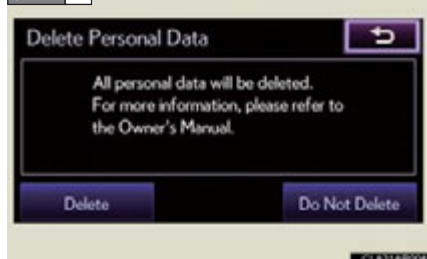 Delete Personal Data
All personal data will be deleted.
For more information, please refer to
the Owner's Manual.
Delete
Do Not Delete